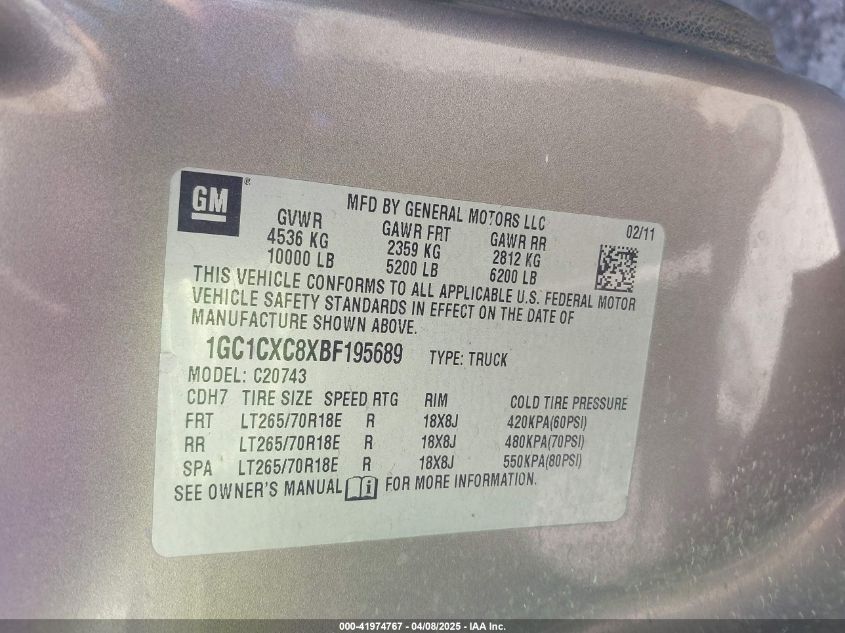 GM®
MFD BY GENERAL MOTORS LLC
02/11
GVWR GAWR FRT GAWR RR
4536 KG 2359 KG 2812 KG
10000 LB 5200 LB 6200 LB
THIS VEHICLE CONFORMS TO ALL APPLICABLE U.S. FEDERAL MOTOR
VEHICLE SAFETY STANDARDS IN EFFECT ON THE DATE OF
MANUFACTURE SHOWN ABOVE.
1GC1CXC8XBF195689 TYPE: TRUCK
MODEL: C20743
CDH7 TIRE SIZE SPEED RTG RIM COLD TIRE PRESSURE
FRT LT265/70R18E R 18X8J 420KPA(60PSI)
RR LT265/70R18E R 18X8J 480KPA(70PSI)
SPA LT265/70R18E R 18X8J 550KPA(80PSI)
SEE OWNER'S MANUAL i FOR MORE INFORMATION.
000-41974767 - 04/08/2025 - IAA Inc.